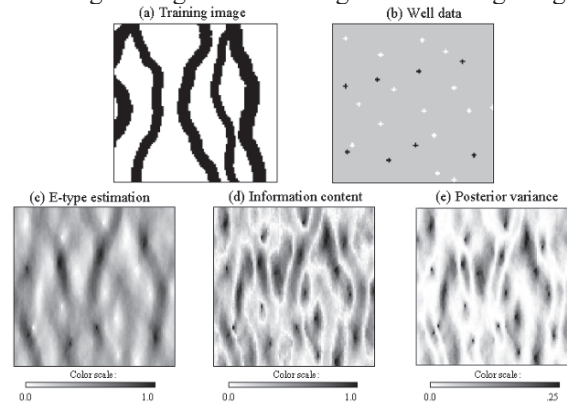 (a) Training image
(b) Well data
(c) E-type estimation
(d) Information content
(e) Posterior variance
Color scale:
Color scale:
Color scale:
0.0 1.0
0.0 1.0
0.0 .25